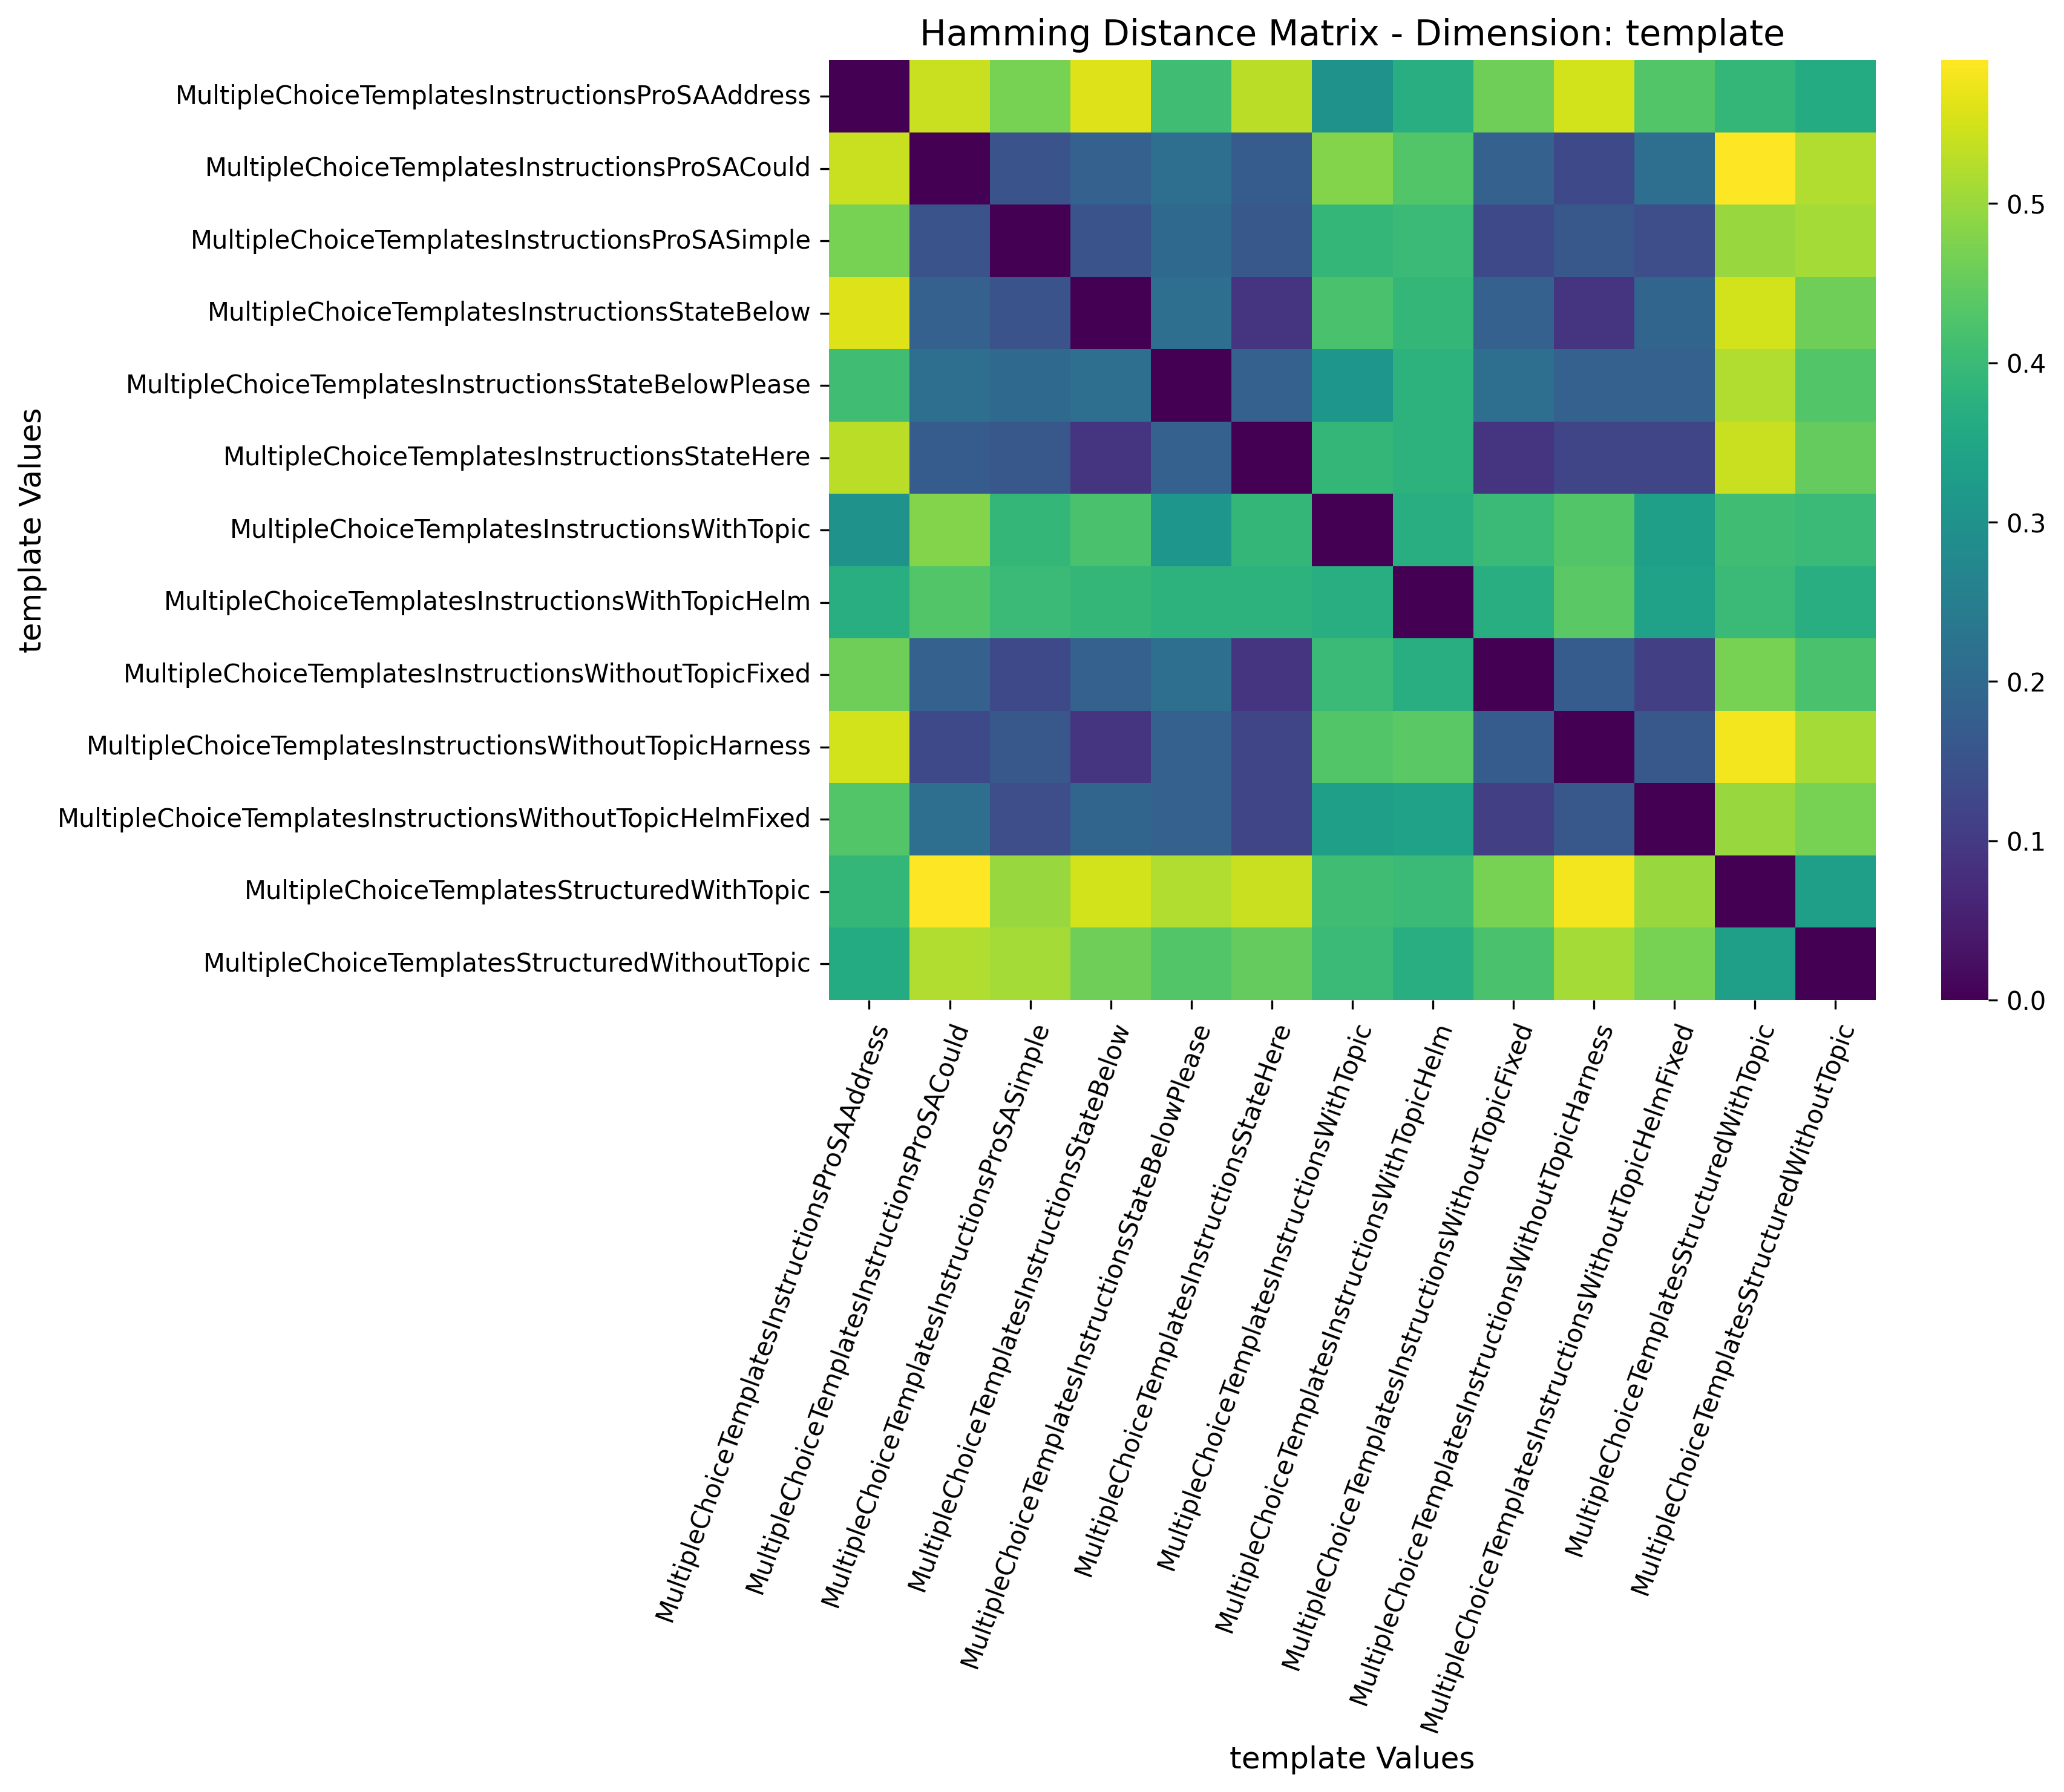 Hamming Distance Matrix - Dimension: template
template Values
MultipleChoiceTemplatesInstructionsProSAAddress
MultipleChoiceTemplatesInstructionsProSACould
MultipleChoiceTemplatesInstructionsProSASimple
MultipleChoiceTemplatesInstructionsStateBelow
MultipleChoiceTemplatesInstructionsStateBelowPlease
MultipleChoiceTemplatesInstructionsStateHere
MultipleChoiceTemplatesInstructionsWithTopic
MultipleChoiceTemplatesInstructionsWithTopicHelm
MultipleChoiceTemplatesInstructionsWithoutTopicFixed
MultipleChoiceTemplatesInstructionsWithoutTopicHarness
MultipleChoiceTemplatesInstructionsWithoutTopicHelmFixed
MultipleChoiceTemplatesStructuredWithTopic
MultipleChoiceTemplatesStructuredWithoutTopic
0.5
0.4
0.3
0.2
0.1
0.0
MultipleChoiceTemplatesInstructionsProSAAddress
MultipleChoiceTemplatesInstructionsProSACould
MultipleChoiceTemplatesInstructionsProSASimple
MultipleChoiceTemplatesInstructionsStateBelow
MultipleChoiceTemplatesInstructionsStateBelowPlease
MultipleChoiceTemplatesInstructionsStateHere
MultipleChoiceTemplatesInstructionsWithTopic
MultipleChoiceTemplatesInstructionsWithTopicHelm
MultipleChoiceTemplatesInstructionsWithoutTopicFixed
MultipleChoiceTemplatesInstructionsWithoutTopicHarness
MultipleChoiceTemplatesInstructionsWithoutTopicHelmFixed
MultipleChoiceTemplatesStructuredWithTopic
MultipleChoiceTemplatesStructuredWithoutTopic
template Values